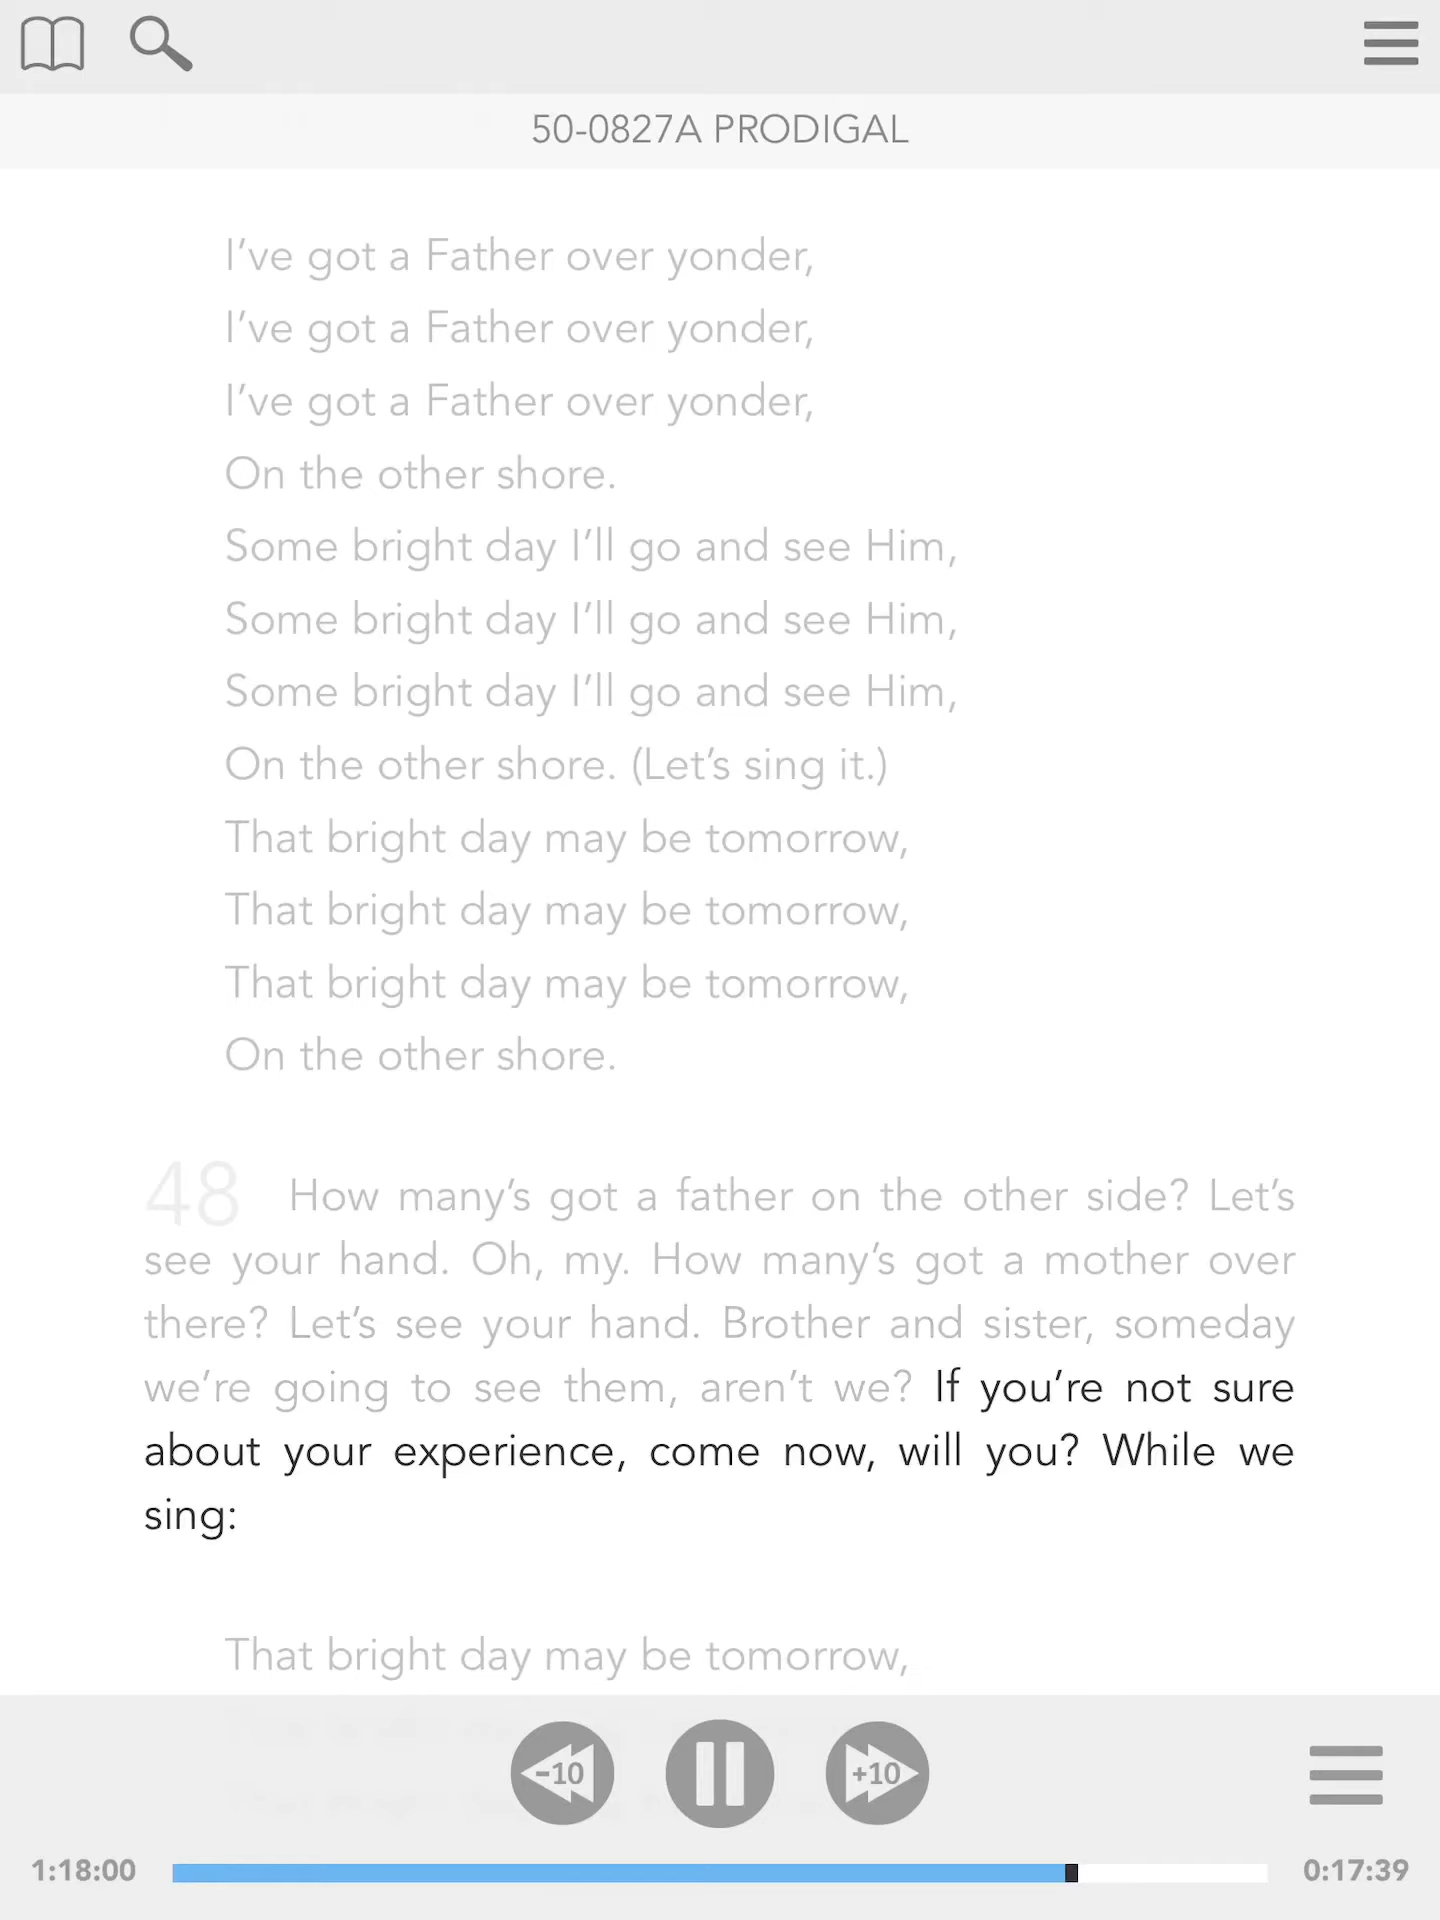 50-0827A PRODIGAL
I’ve got a Father over yonder,
I’ve got a Father over yonder,
I’ve got a Father over yonder,
On the other shore.
Some bright day I’ll go and see Him,
Some bright day I’ll go and see Him,
Some bright day I’ll go and see Him,
On the other shore. (Let’s sing it.)
That bright day may be tomorrow,
That bright day may be tomorrow,
That bright day may be tomorrow,
On the other shore.
48 How many’s got a father on the other side? Let’s
see your hand. Oh, my. How many’s got a mother over
there? Let’s see your hand. Brother and sister, someday
we’re going to see them, aren’t we? If you’re not sure
about your experience, come now, will you? While we
sing:
That bright day may be tomorrow,
-10 +10
1:18:00 0:17:39